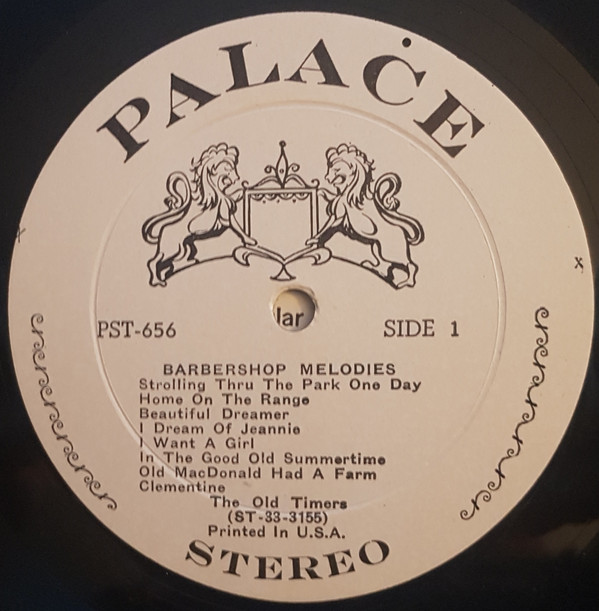 PALACE
lar
PST-656 SIDE 1
BARBERSHOP MELODIES
Strolling Thru The Park One Day
Home On The Range
Beautiful Dreamer
I Dream Of Jeannie
I Want A Girl
In The Good Old Summertime
Old MacDonald Had A Farm
Clementine
The Old Timers
(ST-33-3155)
Printed In U.S.A.
STEREO